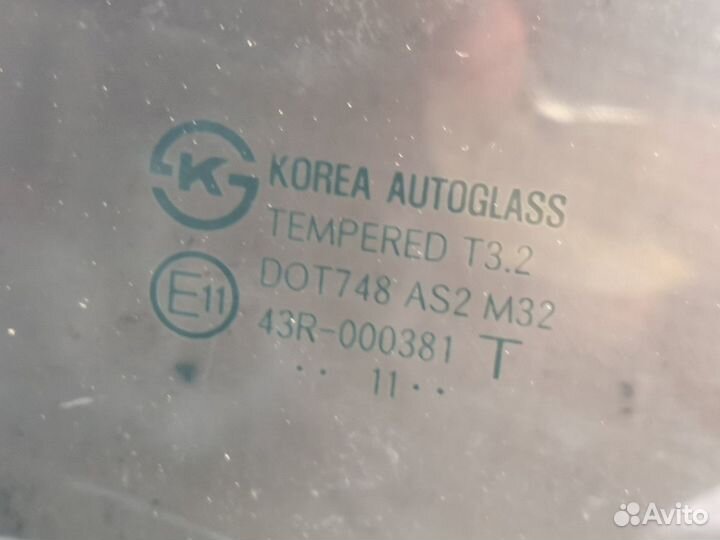 K
KOREA AUTOGLASS
TEMPERED T3.2
DOT748 AS2 M32
E11
43R-000381 T
·· 11 ··
Avito